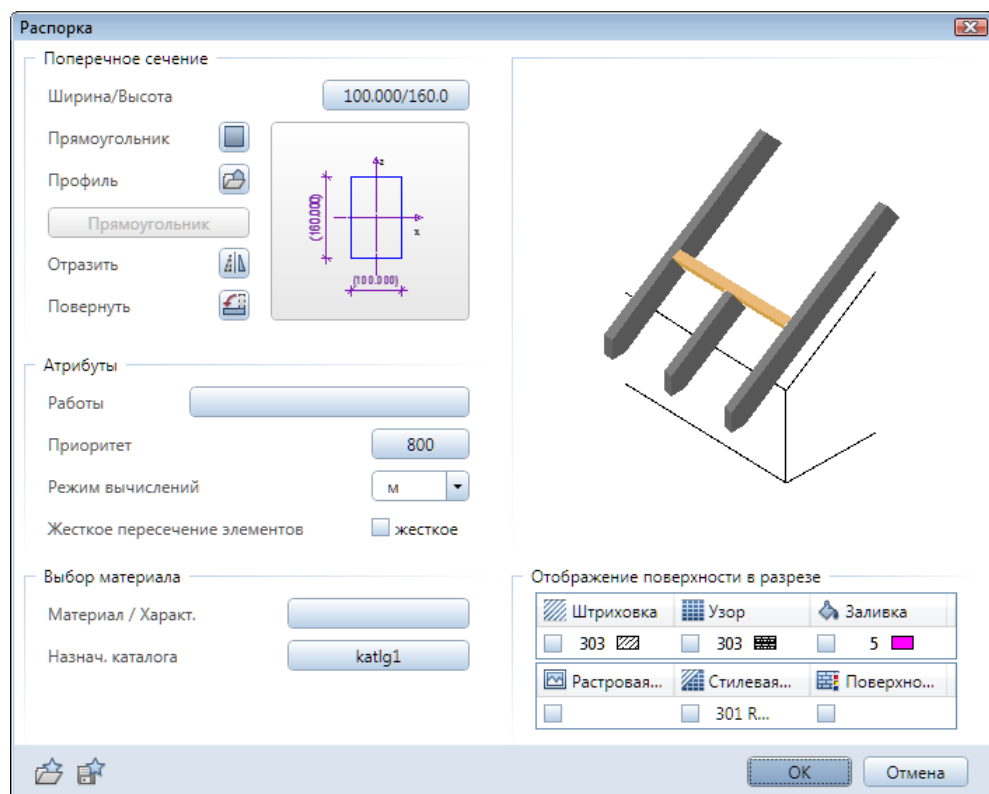 Распорка
Поперечное сечение
Ширина/Высота 100.000/160.0
Прямоугольник
Профиль
Прямоугольник
Отразить
Повернуть
z
x
(160.000)
(100.000)
Атрибуты
Работы
Приоритет 800
Режим вычислений м
Жесткое пересечение элементов жесткое
Выбор материала
Материал / Характ.
Назнач. каталога katlg1
Отображение поверхности в разрезе
Штриховка Узор Заливка
303 303 5
Растровая... Стилевая... Поверхно...
301 R...
OK Отмена